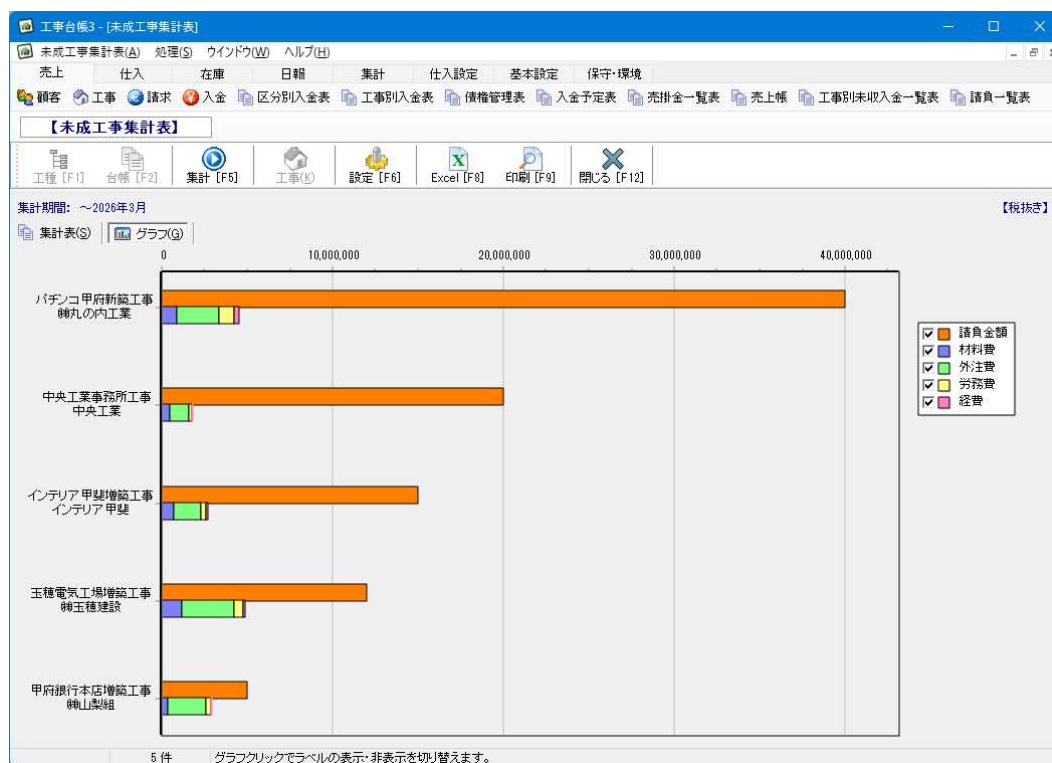 工事台帳3 - [未成工事集計表]
未成工事集計表(A) 処理(S) ウインドウ(W) ヘルプ(H)
売上 仕入 在庫 日報 集計 仕入設定 基本設定 保守・環境
顧客 工事 請求 入金 区分別入金表 工事別入金表 債権管理表 入金予定表 売掛金一覧表 売上帳 工事別未収入金一覧表 請負一覧表
【未成工事集計表】
工種 [F1] 台帳 [F2] 集計 [F5] 工事(K) 設定 [F6] Excel [F8] 印刷 [F9] 閉じる [F12]
集計期間: ～2026年3月 【税抜き】
集計表(S) グラフ(G)
0 10,000,000 20,000,000 30,000,000 40,000,000
パチンコ甲府新築工事
㈱丸の内工業
請負金額
材料費
外注費
労務費
経費
中央工業事務所工事
中央工業
インテリア甲斐増築工事
インテリア甲斐
玉穂電気工場増築工事
㈱玉穂建設
甲府銀行本店増築工事
㈱山梨組
5 件 グラフクリックでラベルの表示・非表示を切り替えます。